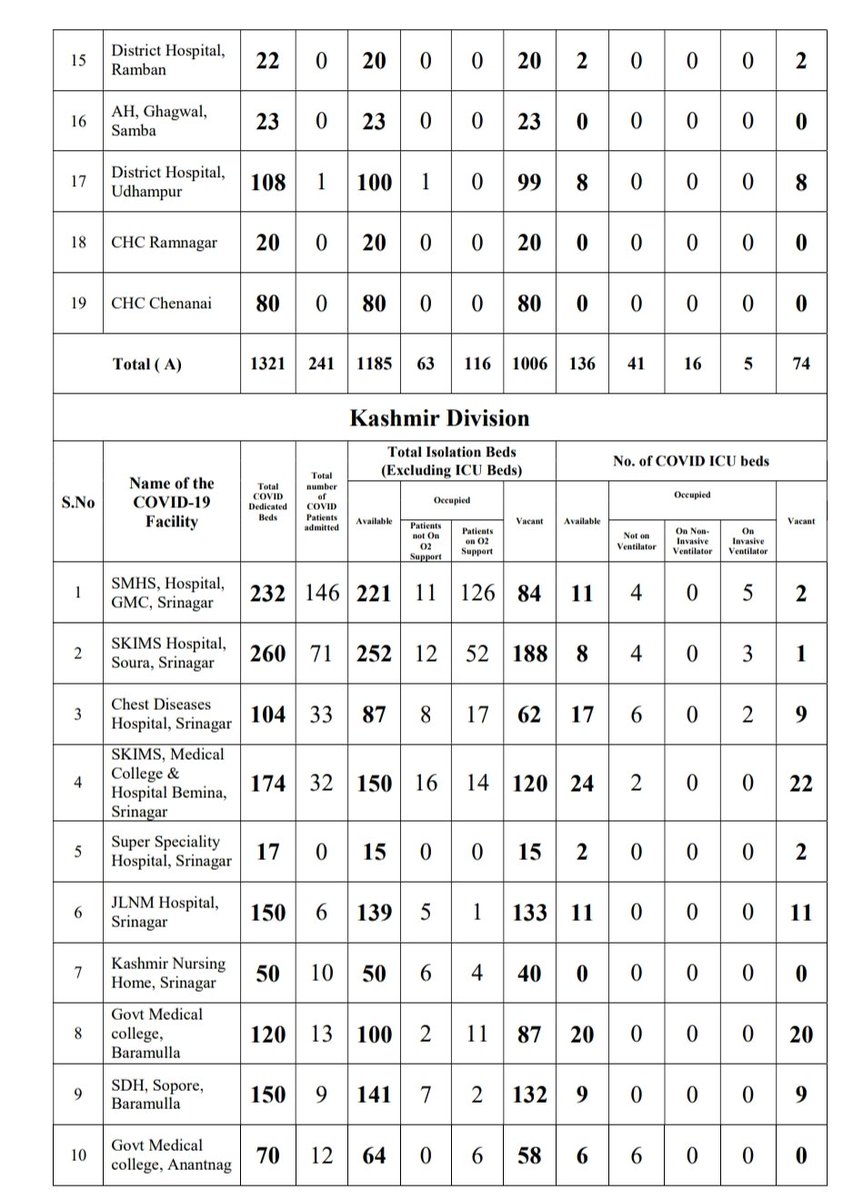 15 District Hospital, Ramban 22 0 20 0 0 20 2 0 0 0 2
16 AH, Ghagwal, Samba 23 0 23 0 0 23 0 0 0 0 0
17 District Hospital, Udhampur 108 1 100 1 0 99 8 0 0 0 8
18 CHC Ramnagar 20 0 20 0 0 20 0 0 0 0 0
19 CHC Chenanai 80 0 80 0 0 80 0 0 0 0 0
Total ( A) 1321 241 1185 63 116 1006 136 41 16 5 74
Kashmir Division
S.No
Name of the
COVID-19
Facility
Total
COVID
Dedicated
Beds
Total
number
of
COVID
Patients
admitted
Total Isolation Beds
(Excluding ICU Beds)
Available
Occupied
Patients
not On
O2
Support
Patients
on O2
Support
Vacant
No. of COVID ICU beds
Available
Occupied
Not on
Ventilator
On Non-
Invasive
Ventilator
On
Invasive
Ventilator
Vacant
1 SMHS, Hospital, GMC, Srinagar 232 146 221 11 126 84 11 4 0 5 2
2 SKIMS Hospital, Soura, Srinagar 260 71 252 12 52 188 8 4 0 3 1
3 Chest Diseases Hospital, Srinagar 104 33 87 8 17 62 17 6 0 2 9
4 SKIMS, Medical College & Hospital Bemina, Srinagar 174 32 150 16 14 120 24 2 0 0 22
5 Super Speciality Hospital, Srinagar 17 0 15 0 0 15 2 0 0 0 2
6 JLNM Hospital, Srinagar 150 6 139 5 1 133 11 0 0 0 11
7 Kashmir Nursing Home, Srinagar 50 10 50 6 4 40 0 0 0 0 0
8 Govt Medical college, Baramulla 120 13 100 2 11 87 20 0 0 0 20
9 SDH, Sopore, Baramulla 150 9 141 7 2 132 9 0 0 0 9
10 Govt Medical college, Anantnag 70 12 64 0 6 58 6 6 0 0 0